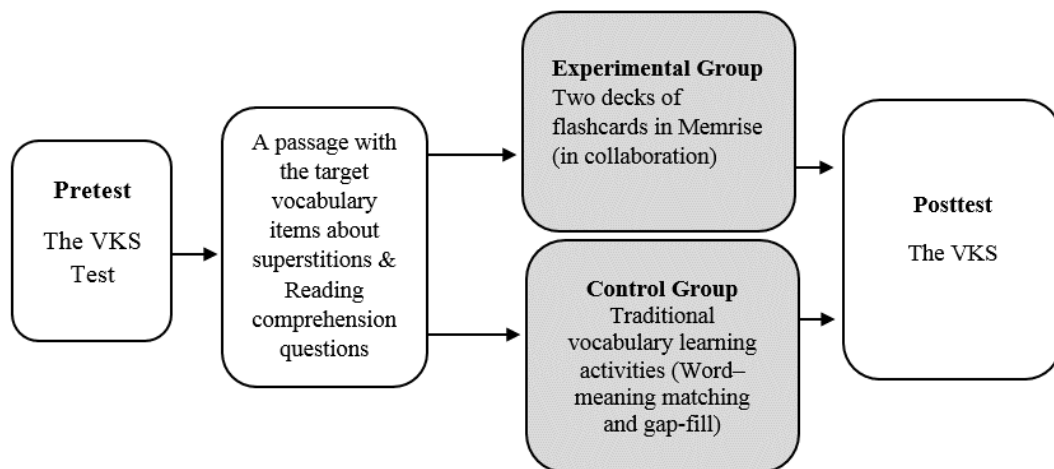 Pretest
The VKS
Test
A passage with
the target
vocabulary
items about
superstitions &
Reading
comprehension
questions
Experimental Group
Two decks of
flashcards in Memrise
(in collaboration)
Control Group
Traditional
vocabulary learning
activities (Word–
meaning matching
and gap-fill)
Posttest
The VKS